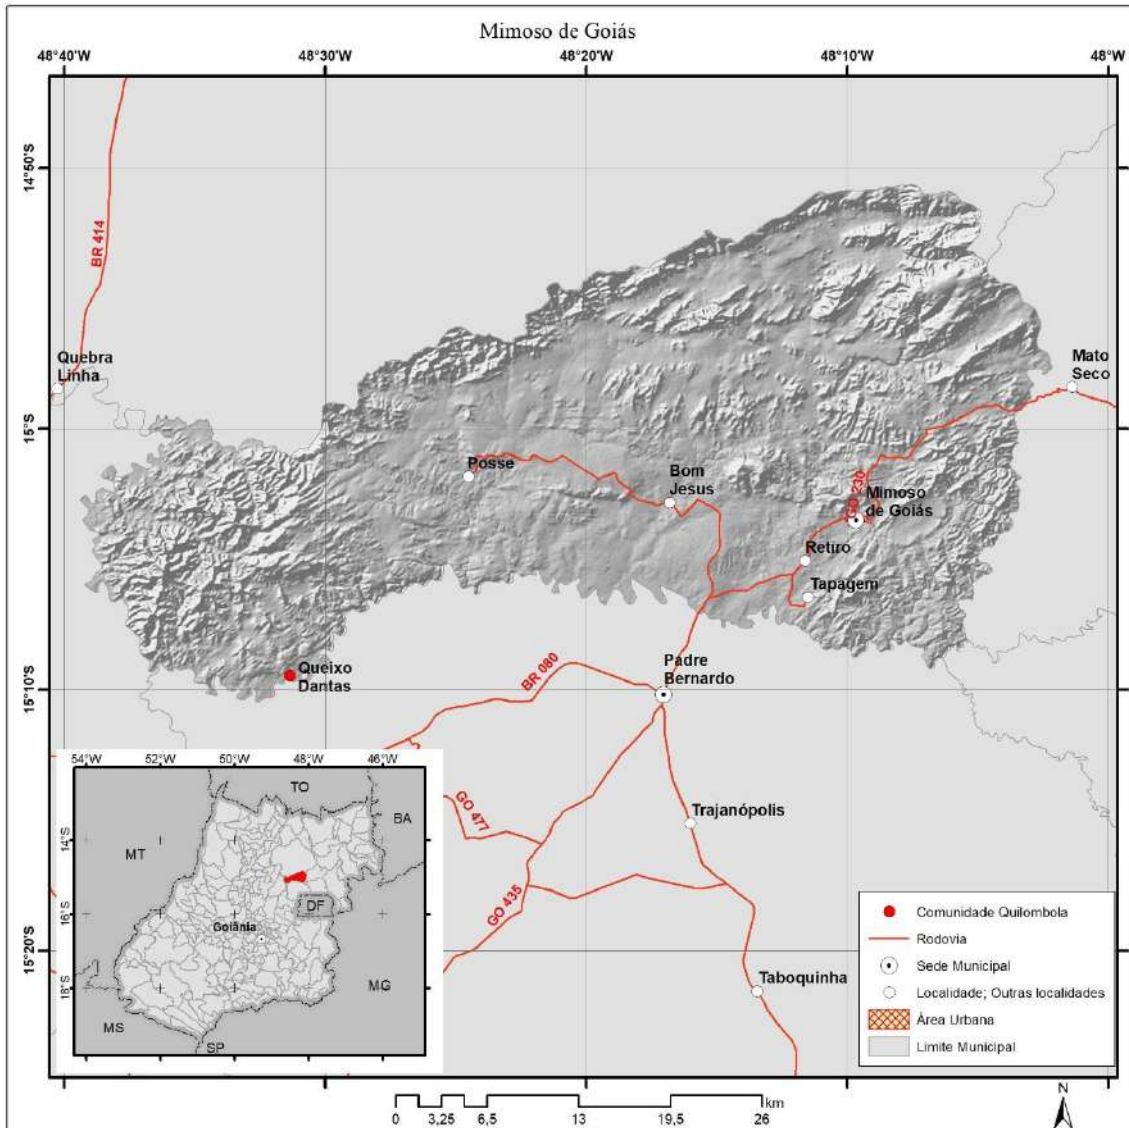 Mimoso de Goiás
48°40'W 48°30'W 48°20'W 48°10'W 48°W
14°50'S
BR 414
Quebra
Linha
Mato
Seco
15°S
Posse
Bom
Jesus
GO 230
Mimoso
de Goiás
Retiro
Tapagem
Queixo
Dantas
Padre
Bernardo
15°10'S
BR 080
54°W 52°W 50°W 48°W 46°W
TO
BA
MT
14°S
DF
16°S
Goiânia
18°S
MG
MS
SP
GO 477
Trajanópolis
GO 435
15°20'S
Taboquinha
Comunidade Quilombola
Rodovia
Sede Municipal
Localidade; Outras localidades
Área Urbana
Limite Municipal
km
0 3,25 6,5 13 19,5 26
N